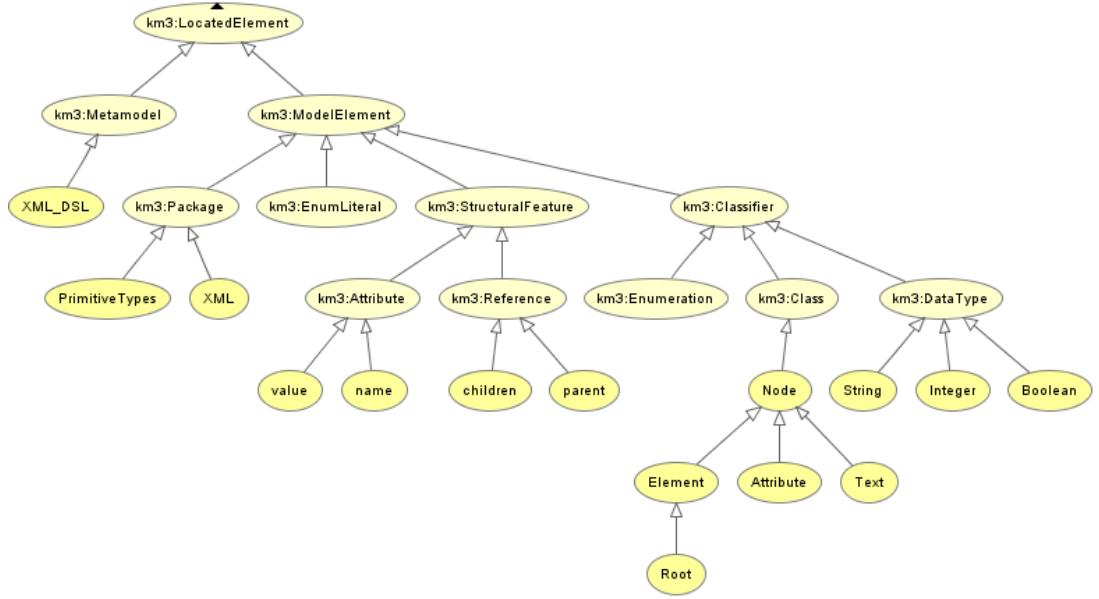 km3:LocatedElement
km3:Metamodel
km3:ModelElement
XML_DSL
km3:Package
km3:EnumLiteral
km3:StructuralFeature
km3:Classifier
PrimitiveTypes
XML
km3:Attribute
km3:Reference
km3:Enumeration
km3:Class
km3:DataType
value
name
children
parent
Node
String
Integer
Boolean
Element
Attribute
Text
Root